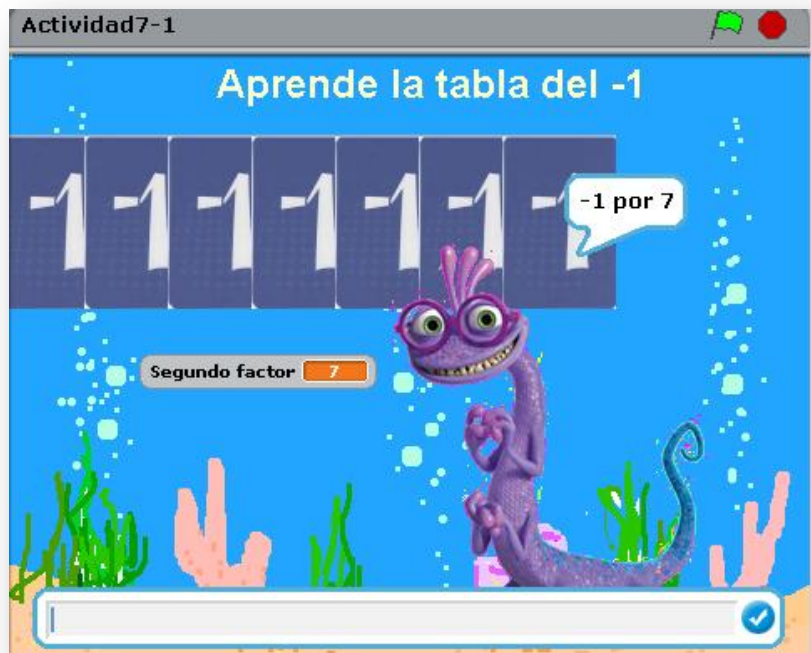 Actividad7-1
Aprende la tabla del -1
-1 -1 -1 -1 -1 -1 -1
-1 por 7
Segundo factor 7